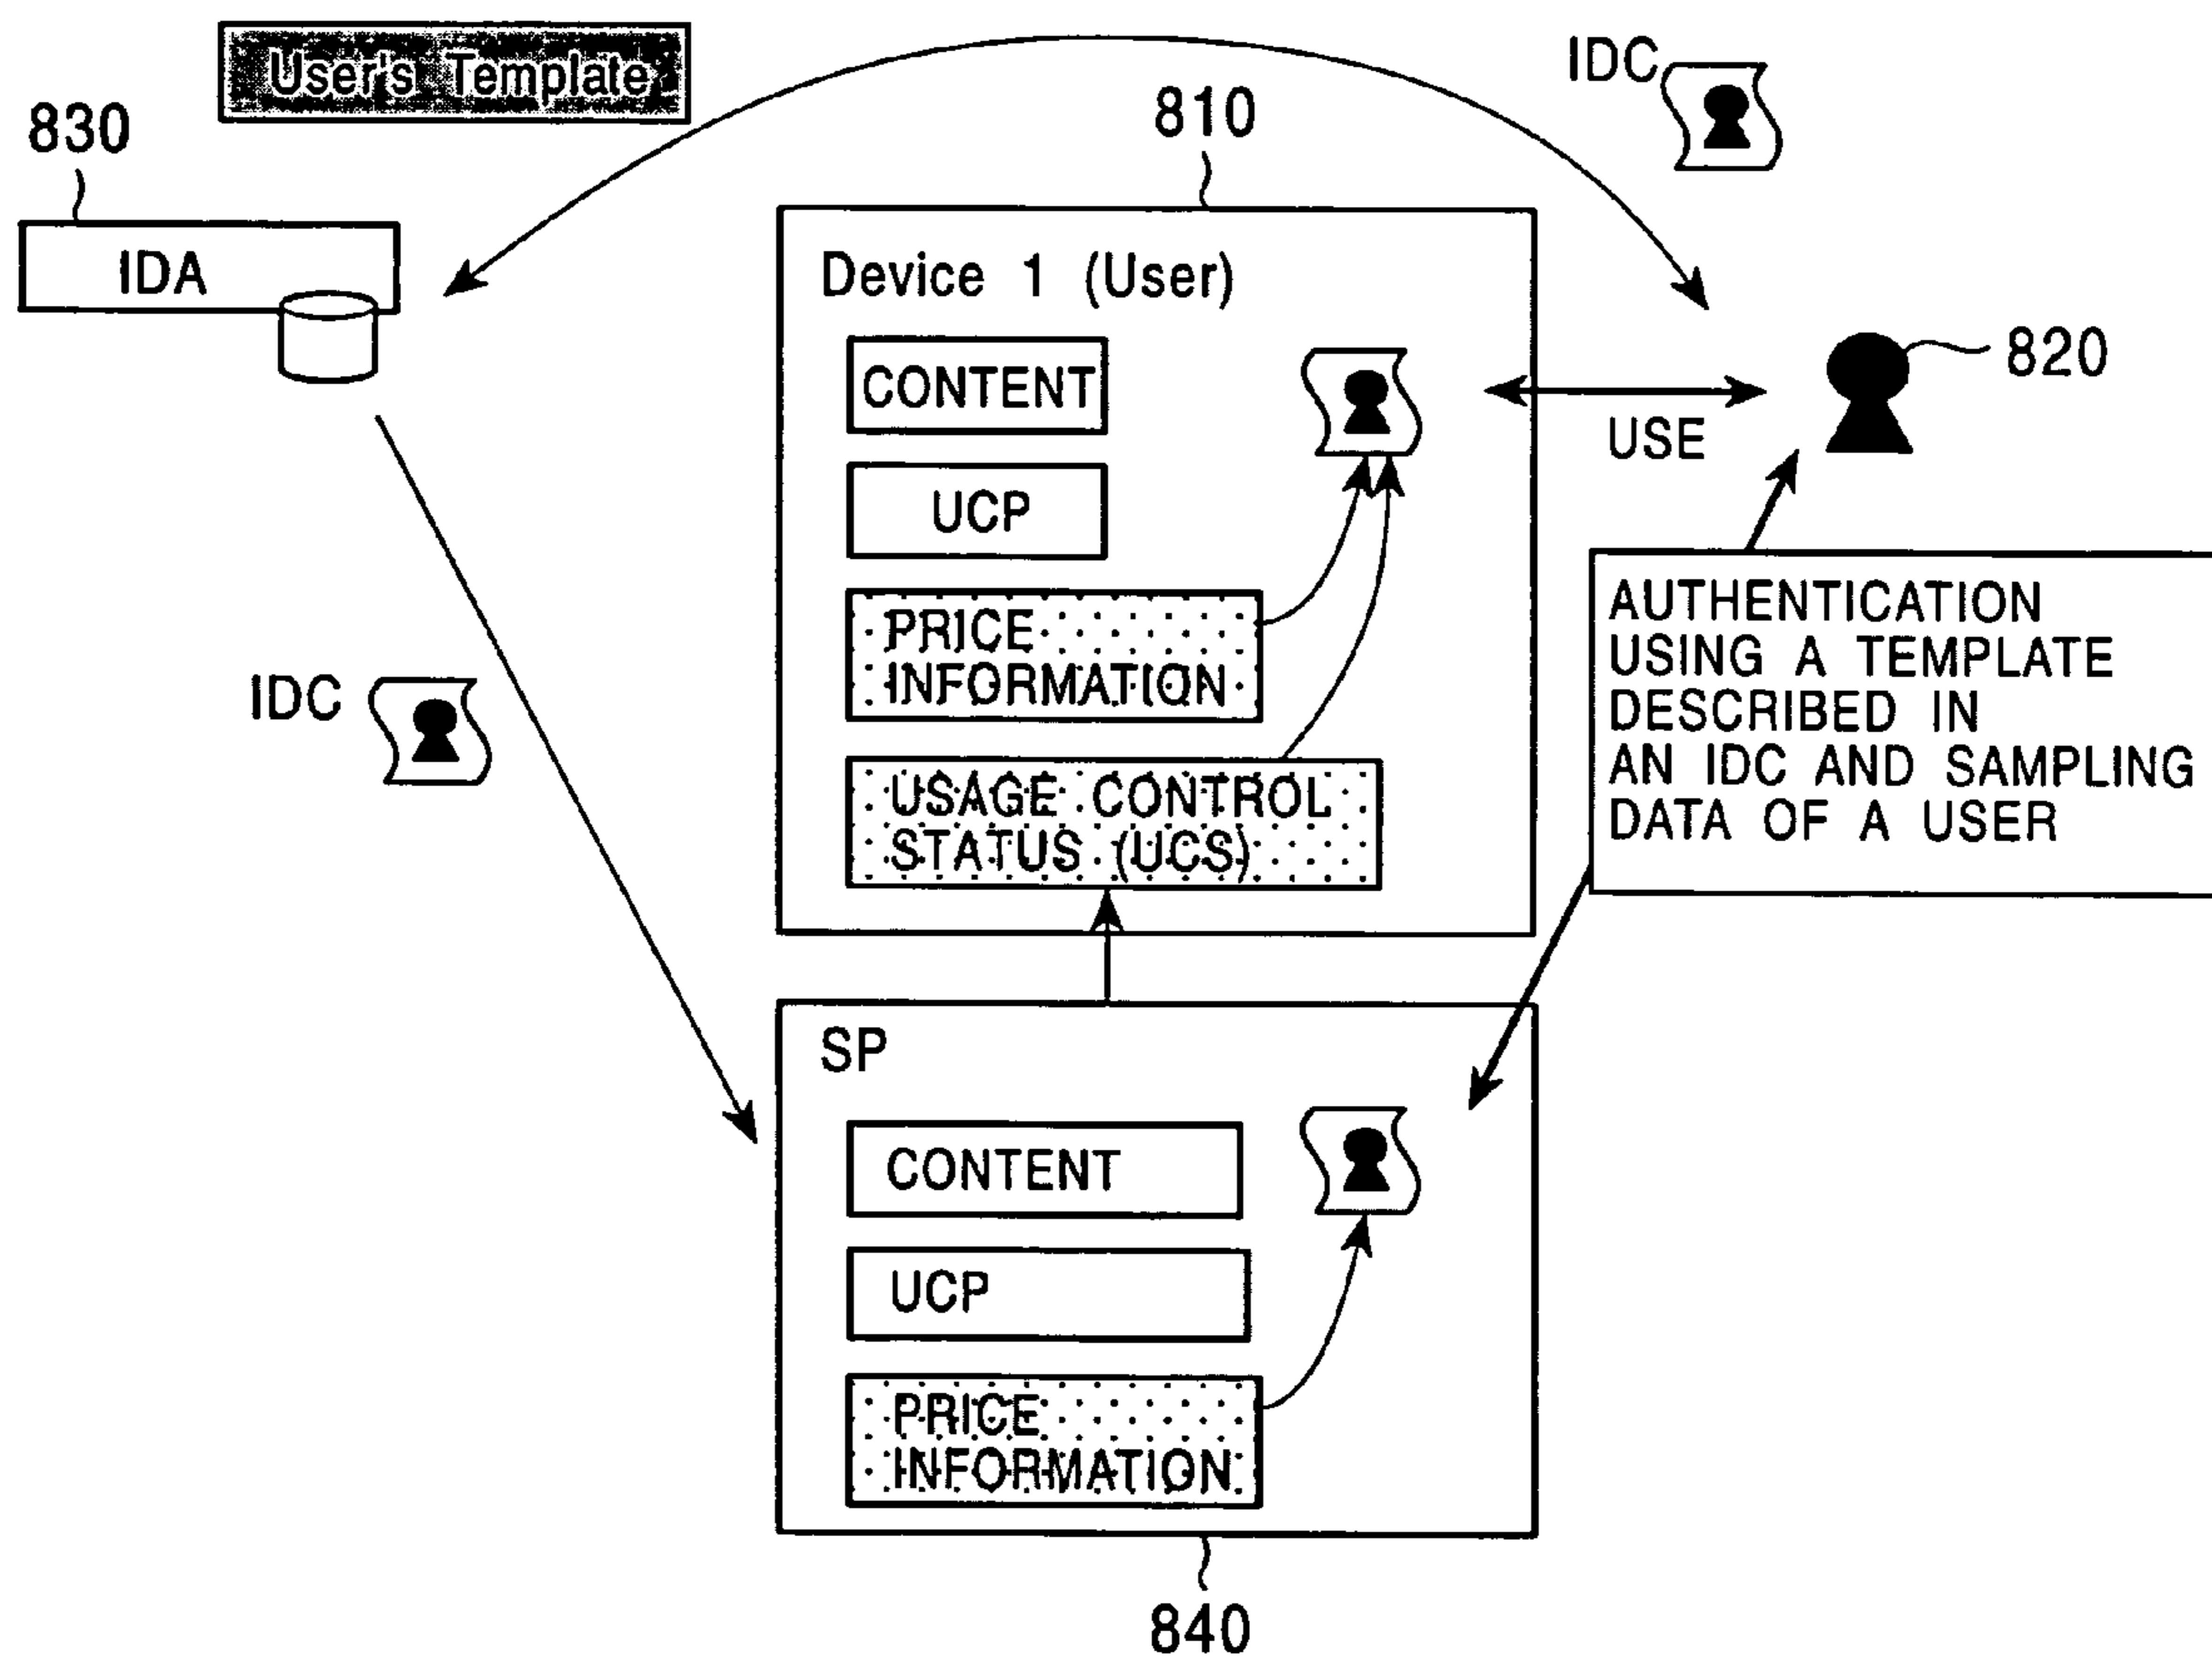 User's Template
IDC
830
810
IDA
Device 1 (User)
820
CONTENT
USE
UCP
PRICE
INFORMATION
AUTHENTICATION
USING A TEMPLATE
DESCRIBED IN
AN IDC AND SAMPLING
DATA OF A USER
IDC
USAGE CONTROL
STATUS (UCS)
SP
CONTENT
UCP
PRICE
INFORMATION
840